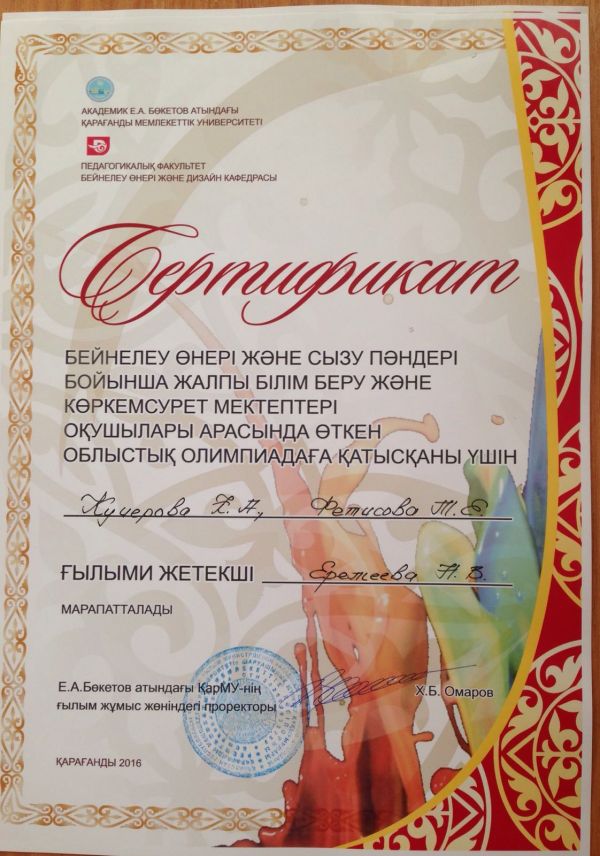 АКАДЕМИК Е.А. БӨКЕТОВ АТЫНДАҒЫ
ҚАРАҒАНДЫ МЕМЛЕКЕТТІК УНИВЕРСИТЕТІ
ПЕДАГОГИКАЛЫҚ ФАКУЛЬТЕТ
БЕЙНЕЛЕУ ӨНЕРІ ЖӘНЕ ДИЗАЙН КАФЕДРАСЫ
Сертификат
БЕЙНЕЛЕУ ӨНЕРІ ЖӘНЕ СЫЗУ ПӘНДЕРІ
БОЙЫНША ЖАЛПЫ БІЛІМ БЕРУ ЖӘНЕ
КӨРКЕМСУРЕТ МЕКТЕПТЕРІ
ОҚУШЫЛАРЫ АРАСЫНДА ӨТКЕН
ОБЛЫСТЫҚ ОЛИМПИАДАҒА ҚАТЫСҚАНЫ ҮШІН
Кучерова Х.А., Фетисова Т.Е
ҒЫЛЫМИ ЖЕТЕКШІ Ережеева Н.В.
МАРАПАТТАЛАДЫ
Е.А.Бөкетов атындағы ҚарМУ-нің
ғылым жұмыс жөніндегі проректоры Х.Б. Омаров
ҚАРАҒАНДЫ 2016